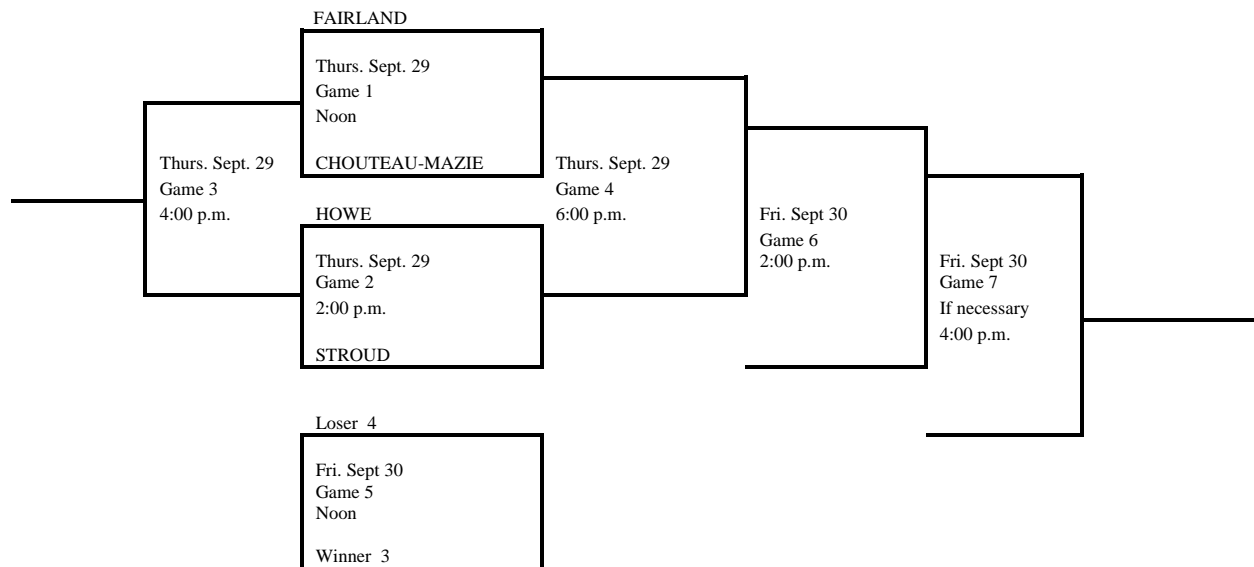 FAIRLAND
Thurs. Sept. 29
Game 1
Noon
CHOUTEAU-MAZIE
Thurs. Sept. 29
Game 3
4:00 p.m.
Thurs. Sept. 29
Game 4
6:00 p.m.
HOWE
Thurs. Sept. 29
Game 2
2:00 p.m.
STROUD
Fri. Sept 30
Game 6
2:00 p.m.
Fri. Sept 30
Game 7
If necessary
4:00 p.m.
Loser  4
Fri. Sept 30
Game 5
Noon
Winner  3